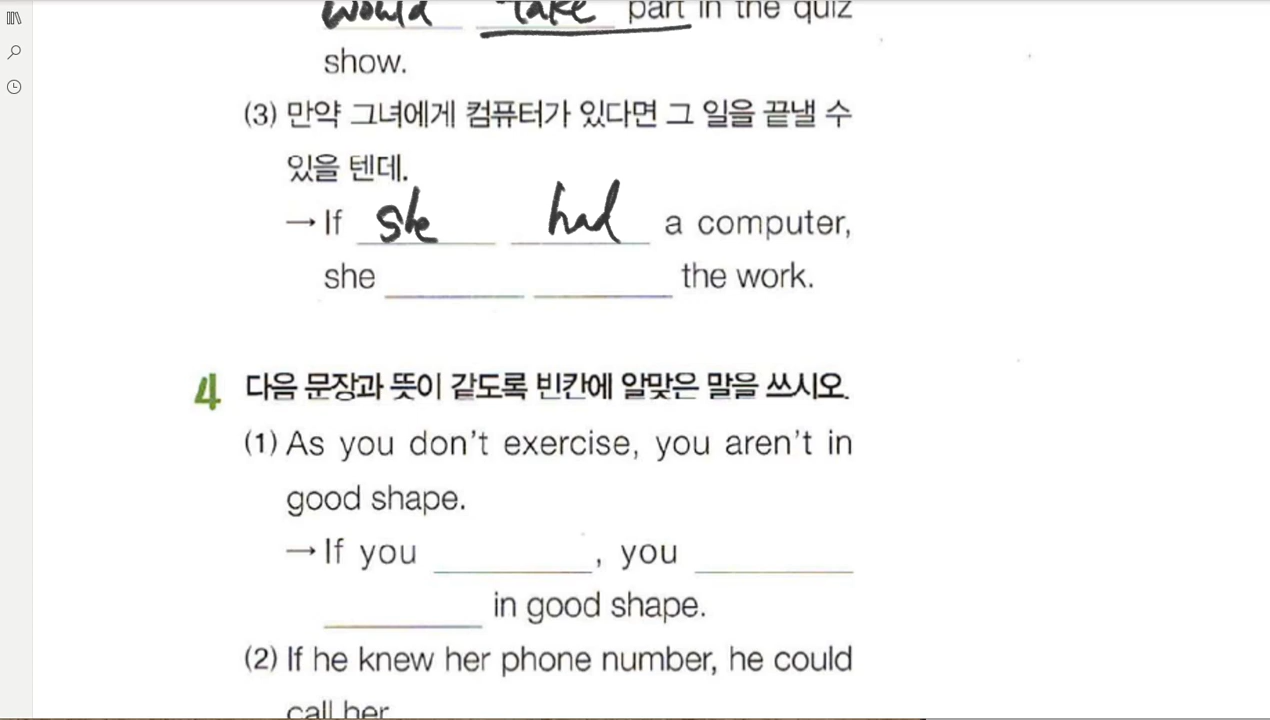 would take part in the quiz
show.
(3) 만약 그녀에게 컴퓨터가 있다면 그 일을 끝낼 수
있을 텐데.
→ If she had a computer,
she the work.
4 다음 문장과 뜻이 같도록 빈칸에 알맞은 말을 쓰시오.
(1) As you don't exercise, you aren't in
good shape.
→ If you , you
in good shape.
(2) If he knew her phone number, he could
call her